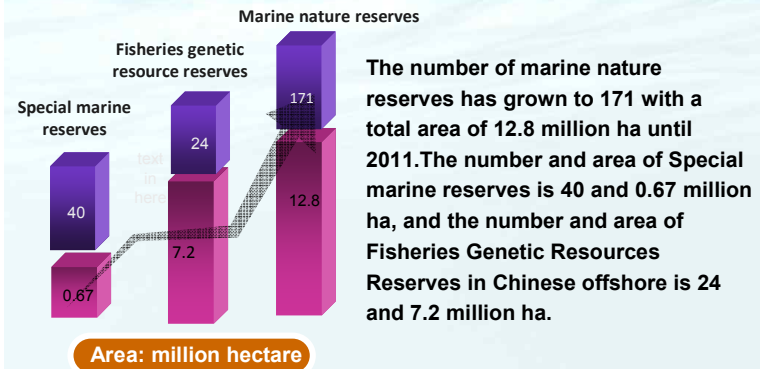 Marine nature reserves
Fisheries genetic
resource reserves
Special marine
reserves
171
24
40
text
in
here
12.8
7.2
0.67
Area: million hectare
The number of marine nature
reserves has grown to 171 with a
total area of 12.8 million ha until
2011.The number and area of Special
marine reserves is 40 and 0.67 million
ha, and the number and area of
Fisheries Genetic Resources
Reserves in Chinese offshore is 24
and 7.2 million ha.